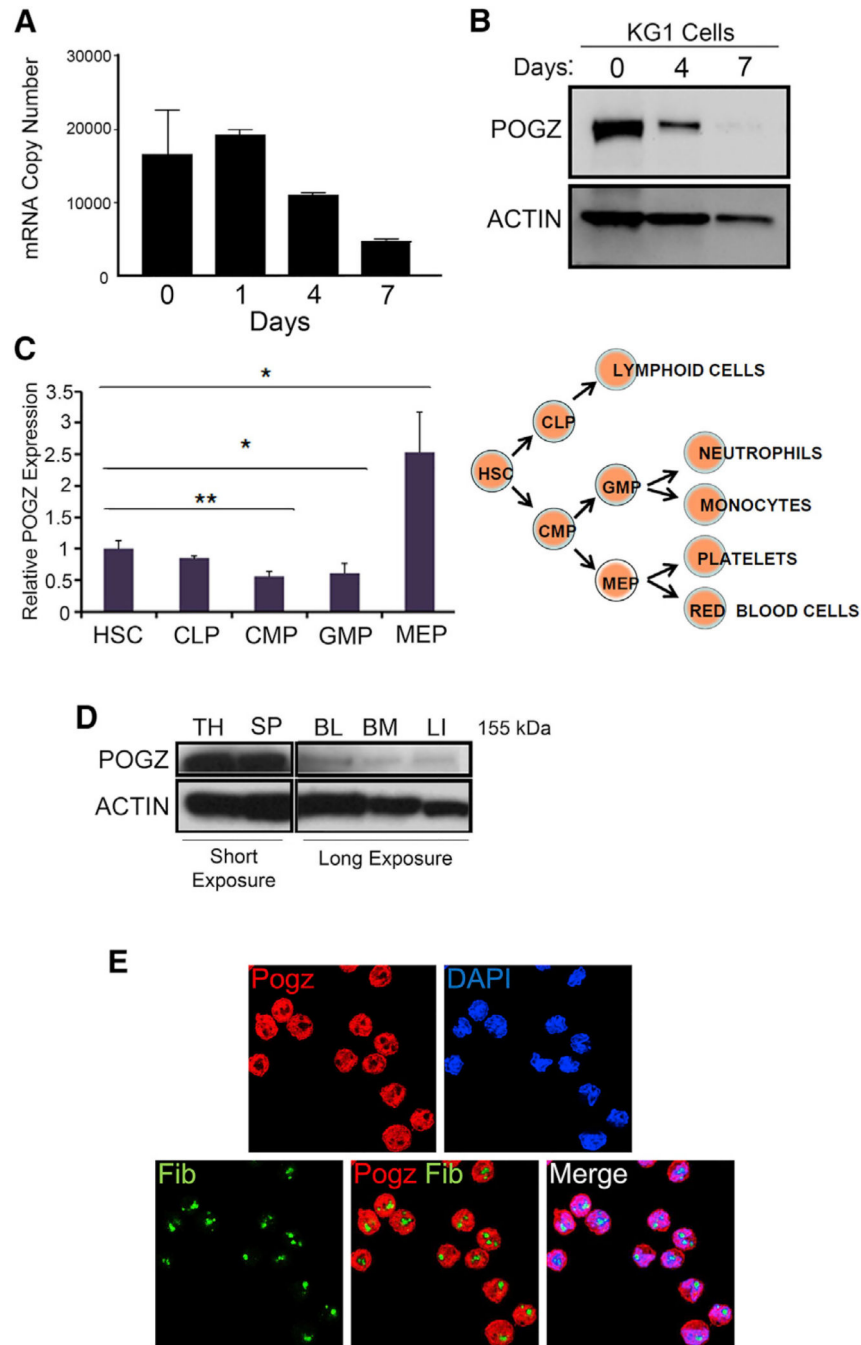 A
mRNA Copy Number
30000
20000
10000
0
0 1 4 7
Days
B
KG1 Cells
Days: 0 4 7
POGZ
ACTIN
C
Relative POGZ Expression
3.5
3
2.5
2
1.5
1
0.5
0
*
*
**
HSC CLP CMP GMP MEP
LYMPHOID CELLS
CLP
HSC
NEUTROPHILS
GMP
MONOCYTES
CMP
PLATELETS
MEP
RED BLOOD CELLS
D
TH SP BL BM LI 155 kDa
POGZ
ACTIN
Short
Exposure
Long Exposure
E
Pogz
DAPI
Fib
Pogz Fib
Merge